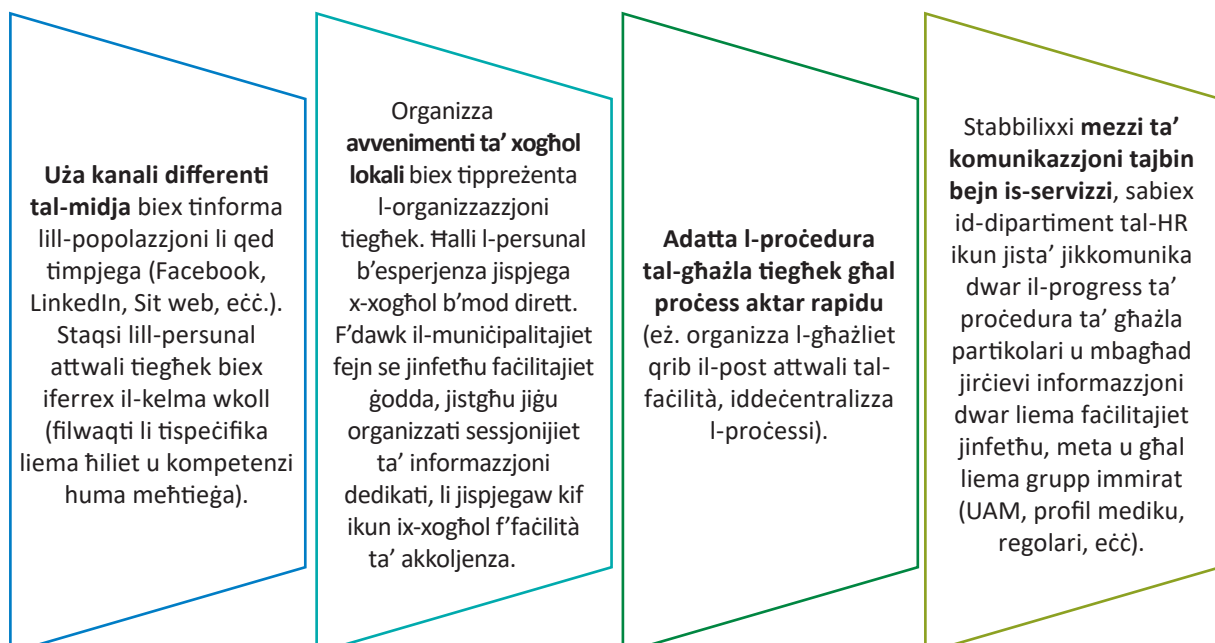 Uża kanali differenti
tal-midja biex tinforma
lill-popolazzjoni li qed
timpjega (Facebook,
LinkedIn, Sit web, eċċ.).
Staqsi lill-persunal
attwali tiegħek biex
iferrex il-kelma wkoll
(filwaqt li tispeċifika
liema ħiliet u kompetenzi
huma meħtieġa).
Organizza
avvenimenti ta’ xogħol
lokali biex tippreżenta
l-organizzazzjoni
tiegħek. Ħalli l-persunal
b’esperjenza jispjega
x-xogħol b’mod dirett.
F’dawk il-muniċipalitajiet
fejn se jinfetħu faċilitajiet
ġodda, jistgħu jiġu
organizzati sessjonijiet
ta’ informazzjoni
dedikati, li jispjegaw kif
ikun ix-xogħol f’faċilità
ta’ akkoljenza.
Adatta l-proċedura
tal-għażla tiegħek għal
proċess aktar rapidu
(eż. organizza l-għażliet
qrib il-post attwali tal-
faċilità, iddeċentralizza
l-proċessi).
Stabbilixxi mezzi ta’
komunikazzjoni tajbin
bejn is-servizzi, sabiex
id-dipartiment tal-HR
ikun jista’ jikkomunika
dwar il-progress ta’
proċedura ta’ għażla
partikolari u mbagħad
jirċievi informazzjoni
dwar liema faċilitajiet
jinfetħu, meta u għal
liema grupp immirat
(UAM, profil mediku,
regolari, eċċ).